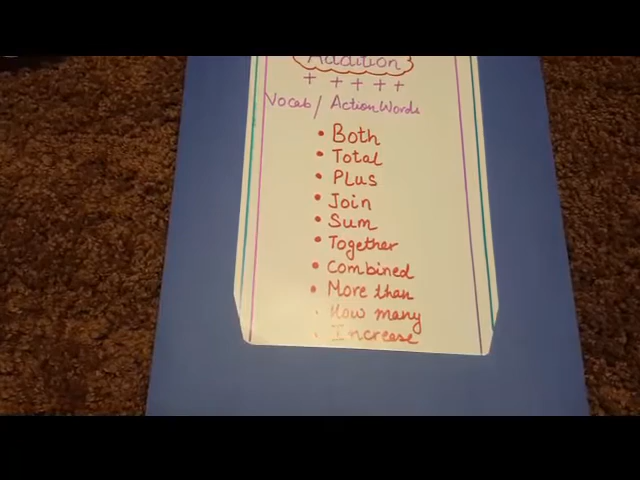 Addition
+ + + + +
Vocab/ Action Words
• Both
• Total
• Plus
• Join
• Sum
• Together
• Combined
• More than
• How many
• Increase